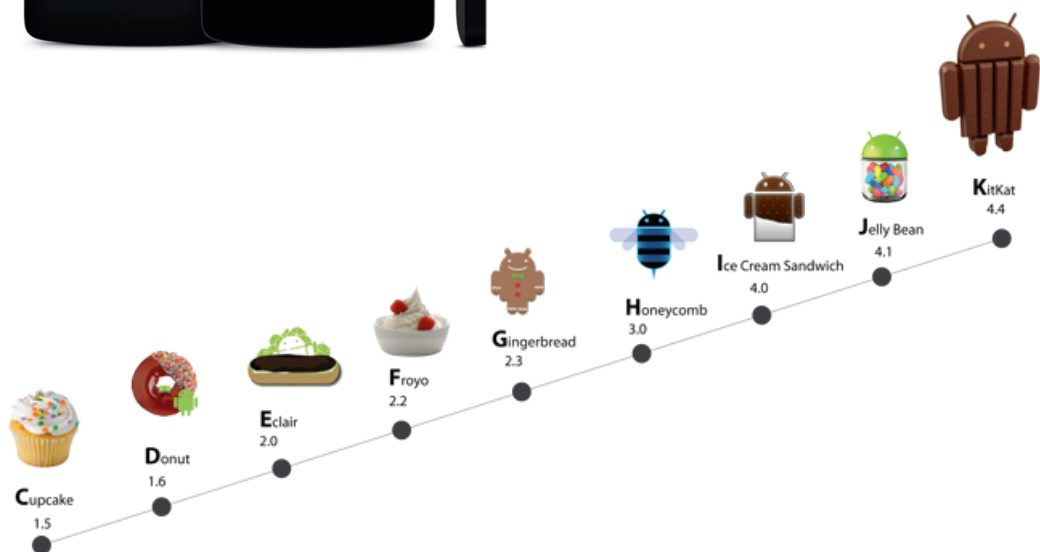 Cupcake
1.5
Donut
1.6
Eclair
2.0
Froyo
2.2
Gingerbread
2.3
Honeycomb
3.0
Ice Cream Sandwich
4.0
Jelly Bean
4.1
KitKat
4.4